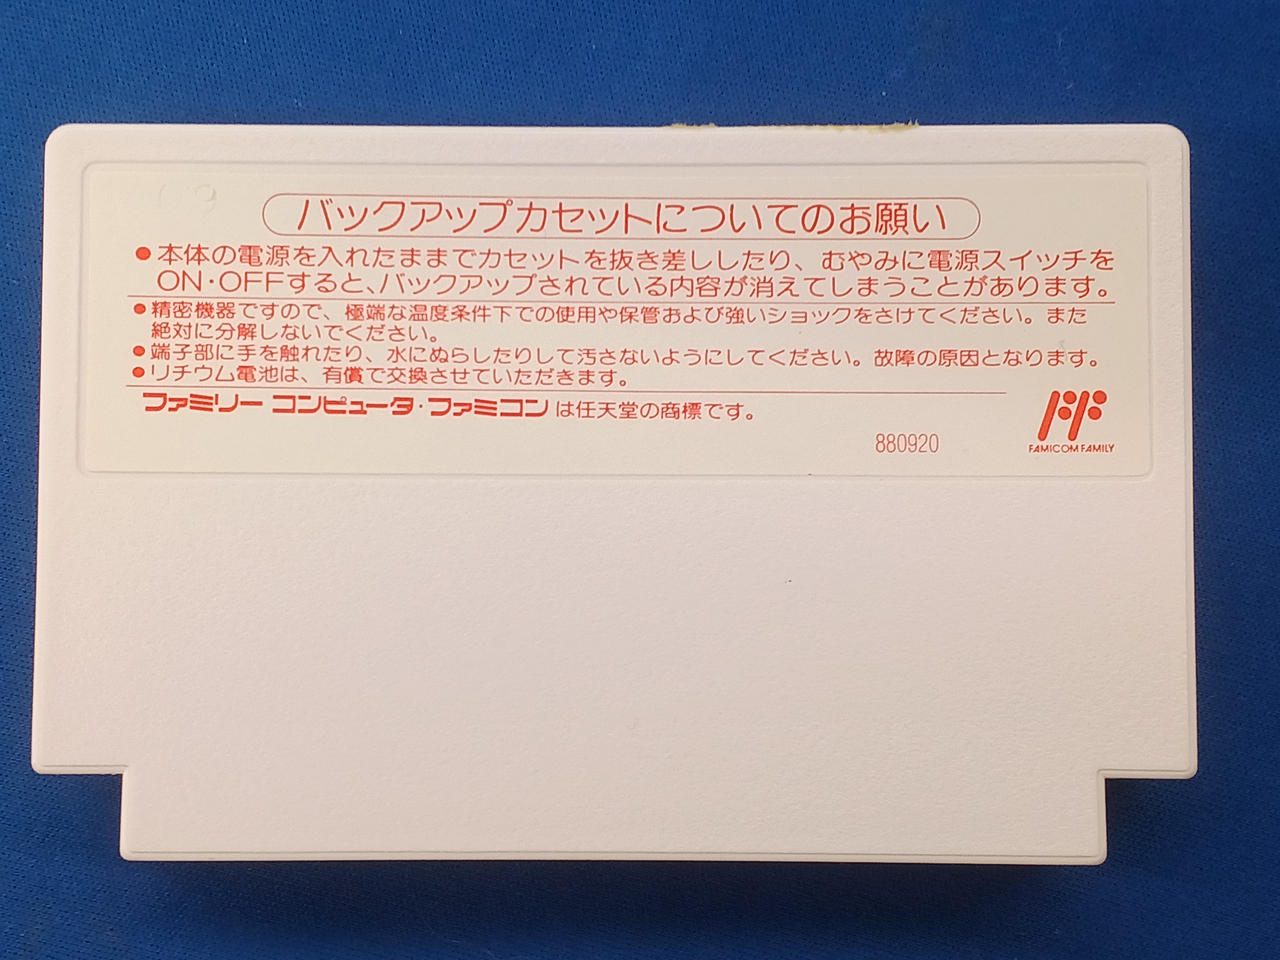 バックアップカセットについてのお願い
●本体の電源を入れたままでカセットを抜き差ししたり、むやみに電源スイッチを
ON・OFFすると、バックアップされている内容が消えてしまうことがあります。
●精密機器ですので、極端な温度条件下での使用や保管および強いショックをさけてください。また
絶対に分解しないでください。
●端子部に手を触れたり、水にぬらしたりして汚さないようにしてください。故障の原因となります。
●リチウム電池は、有償で交換させていただきます。
ファミリー コンピュータ・ファミコン は任天堂の商標です。
880920
FAMICOM FAMILY